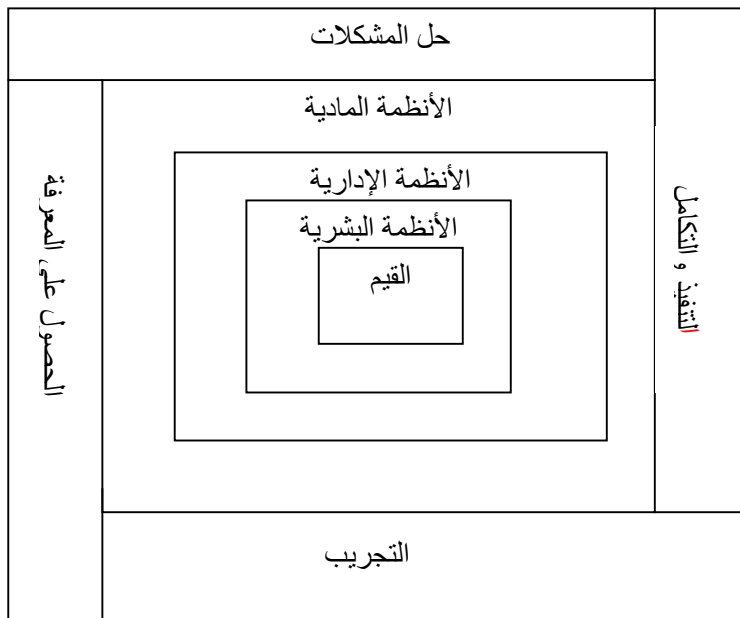 حل المشكلات
الأنظمة المادية
الأنظمة الإدارية
الأنظمة البشرية
القيم
التنفيذ و التكامل
الحصول على المعرفة
التجريب